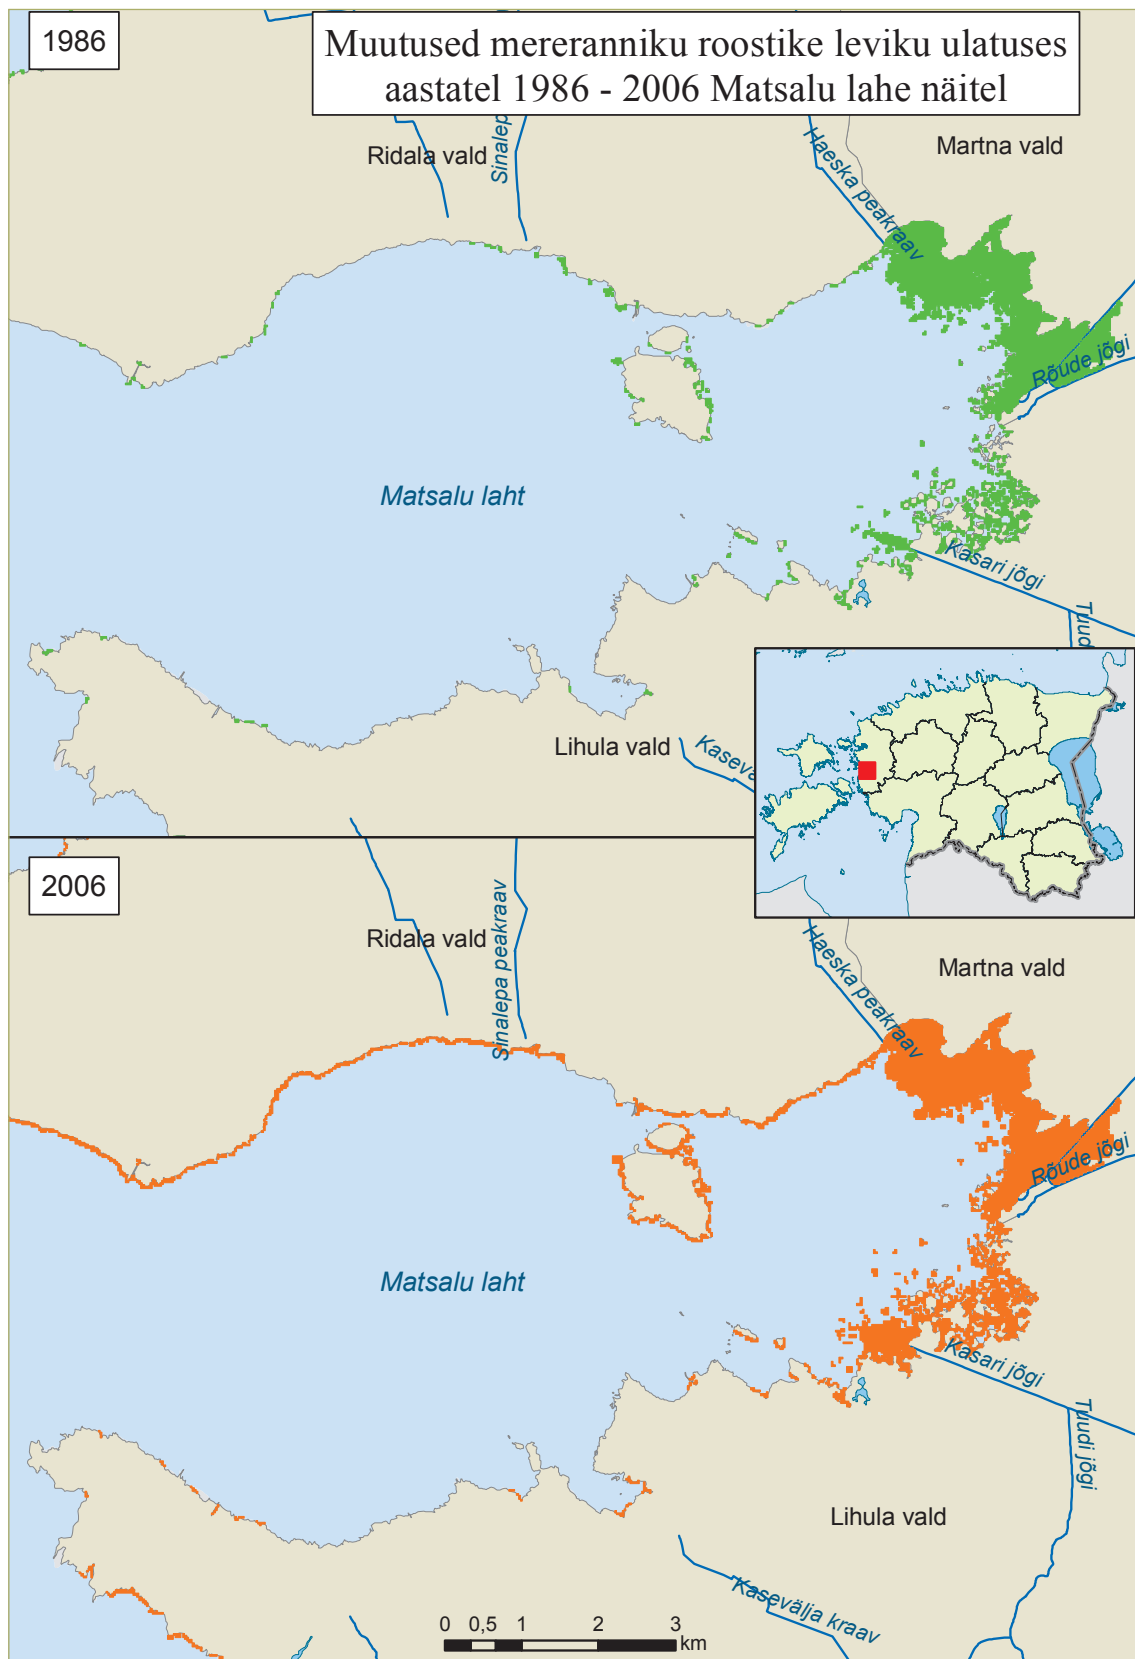 1986
Muutused mereranniku roostike leviku ulatuses
aastatel 1986 - 2006 Matsalu lahe näitel
Ridala vald
Sinalep
Haeska peakraav
Martna vald
Rõude jõgi
Matsalu laht
Kasari jõgi
Tuud
Lihula vald
Kasevä
2006
Ridala vald
Sinalepa peakraav
Haeska peakraav
Martna vald
Rõude jõgi
Matsalu laht
Kasari jõgi
Tuudi jõgi
Lihula vald
Kasevälja kraav
0 0,5 1 2 3
km